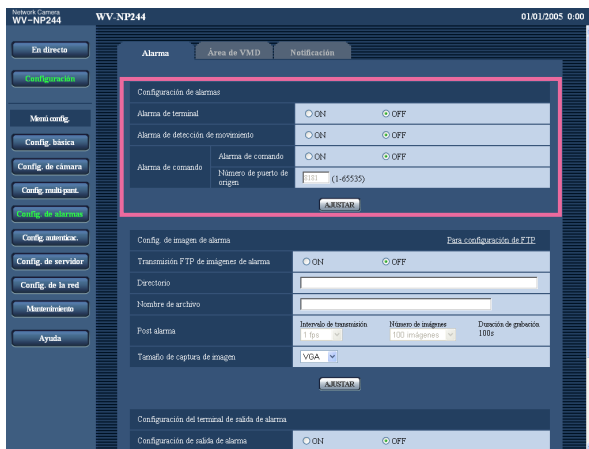 Network Camera
WV-NP244
WV-NP244
01/01/2005 0:00
En directo
Configuración
Menú config.
Config. básica
Config. de cámara
Config. multi-pant.
Config. de alarmas
Config. autenticac.
Config. de servidor
Config. de la red
Mantenimiento
Ayuda
Alarma
Área de VMD
Notificación
Configuración de alarmas
Alarma de terminal
ON
OFF
Alarma de detección de movimiento
ON
OFF
Alarma de comando
Alarma de comando
ON
OFF
Número de puerto de
origen
8181
(1-65535)
AJUSTAR
Config. de imagen de alarma
Para configuración de FTP
Transmisión FTP de imágenes de alarma
ON
OFF
Directorio
Nombre de archivo
Post alarma
Intervalo de transmisión
Número de imágenes
Duración de grabación
1 fps
100 imágenes
100s
Tamaño de captura de imagen
VGA
AJUSTAR
Configuración del terminal de salida de alarma
Configuración de salida de alarma
ON
OFF